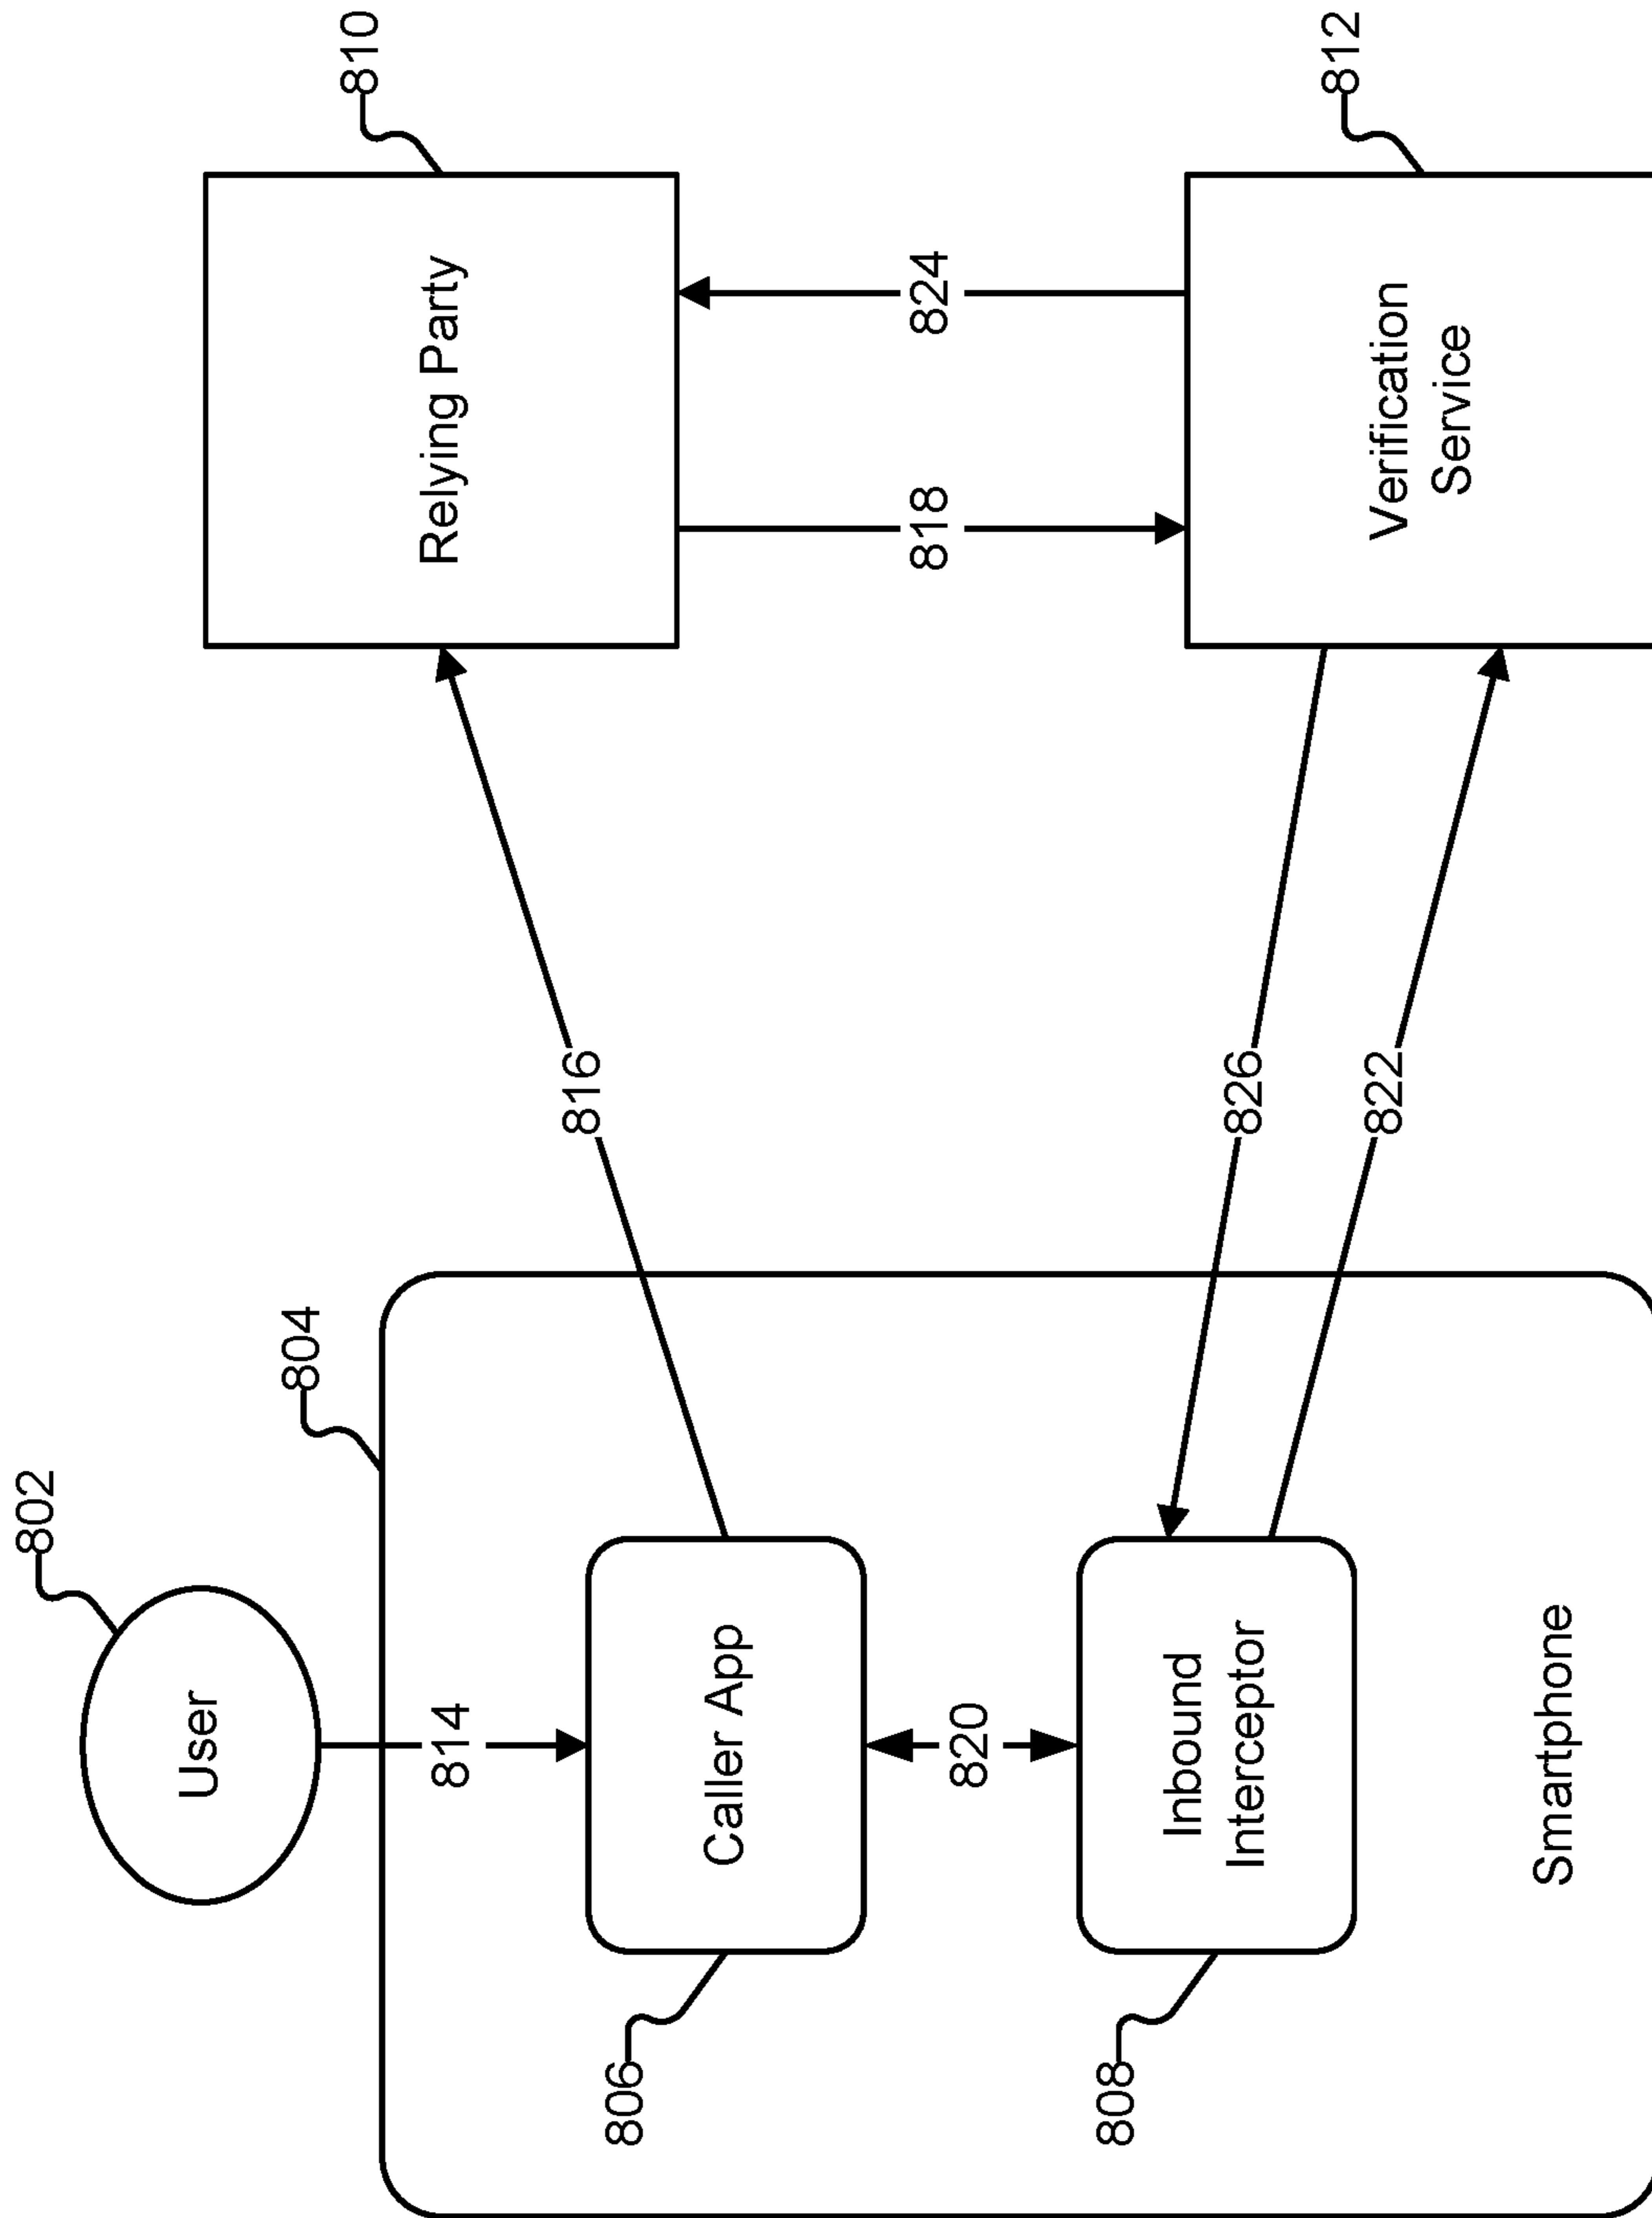 802
User
804
814
Caller App
806
820
Inbound
Interceptor
808
Smartphone
816
826
822
810
Relying Party
818
824
812
Verification
Service